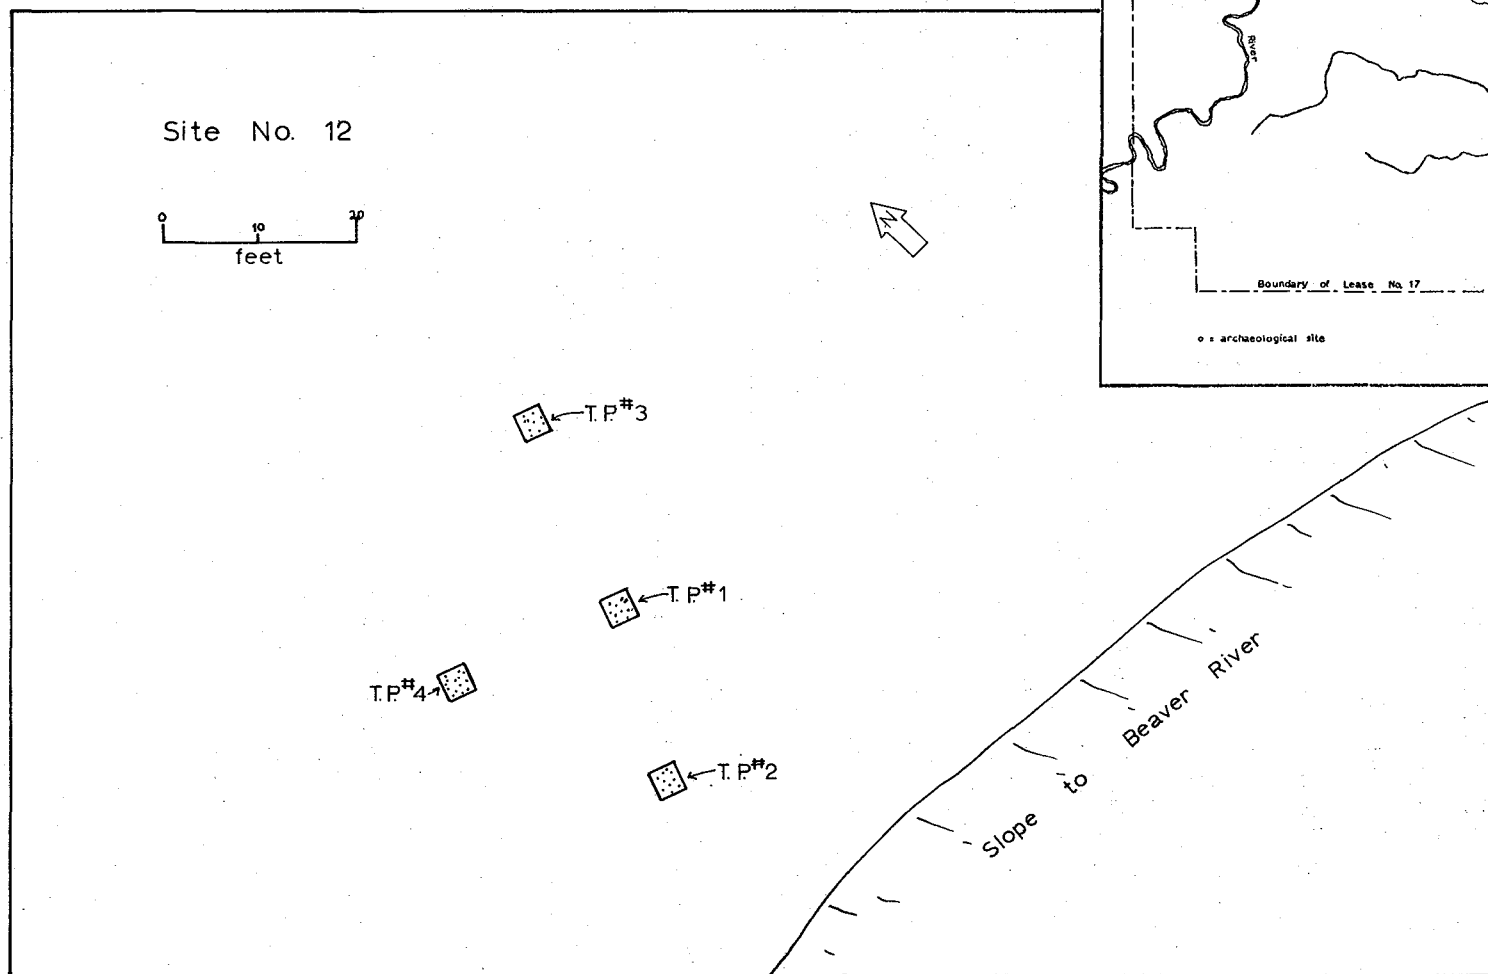 Site No. 12
0 10 20
feet
N
River
Boundary of Lease No. 17
o = archaeological site
T.P.#3
T.P.#1
T.P.#4
T.P.#2
Slope to Beaver River